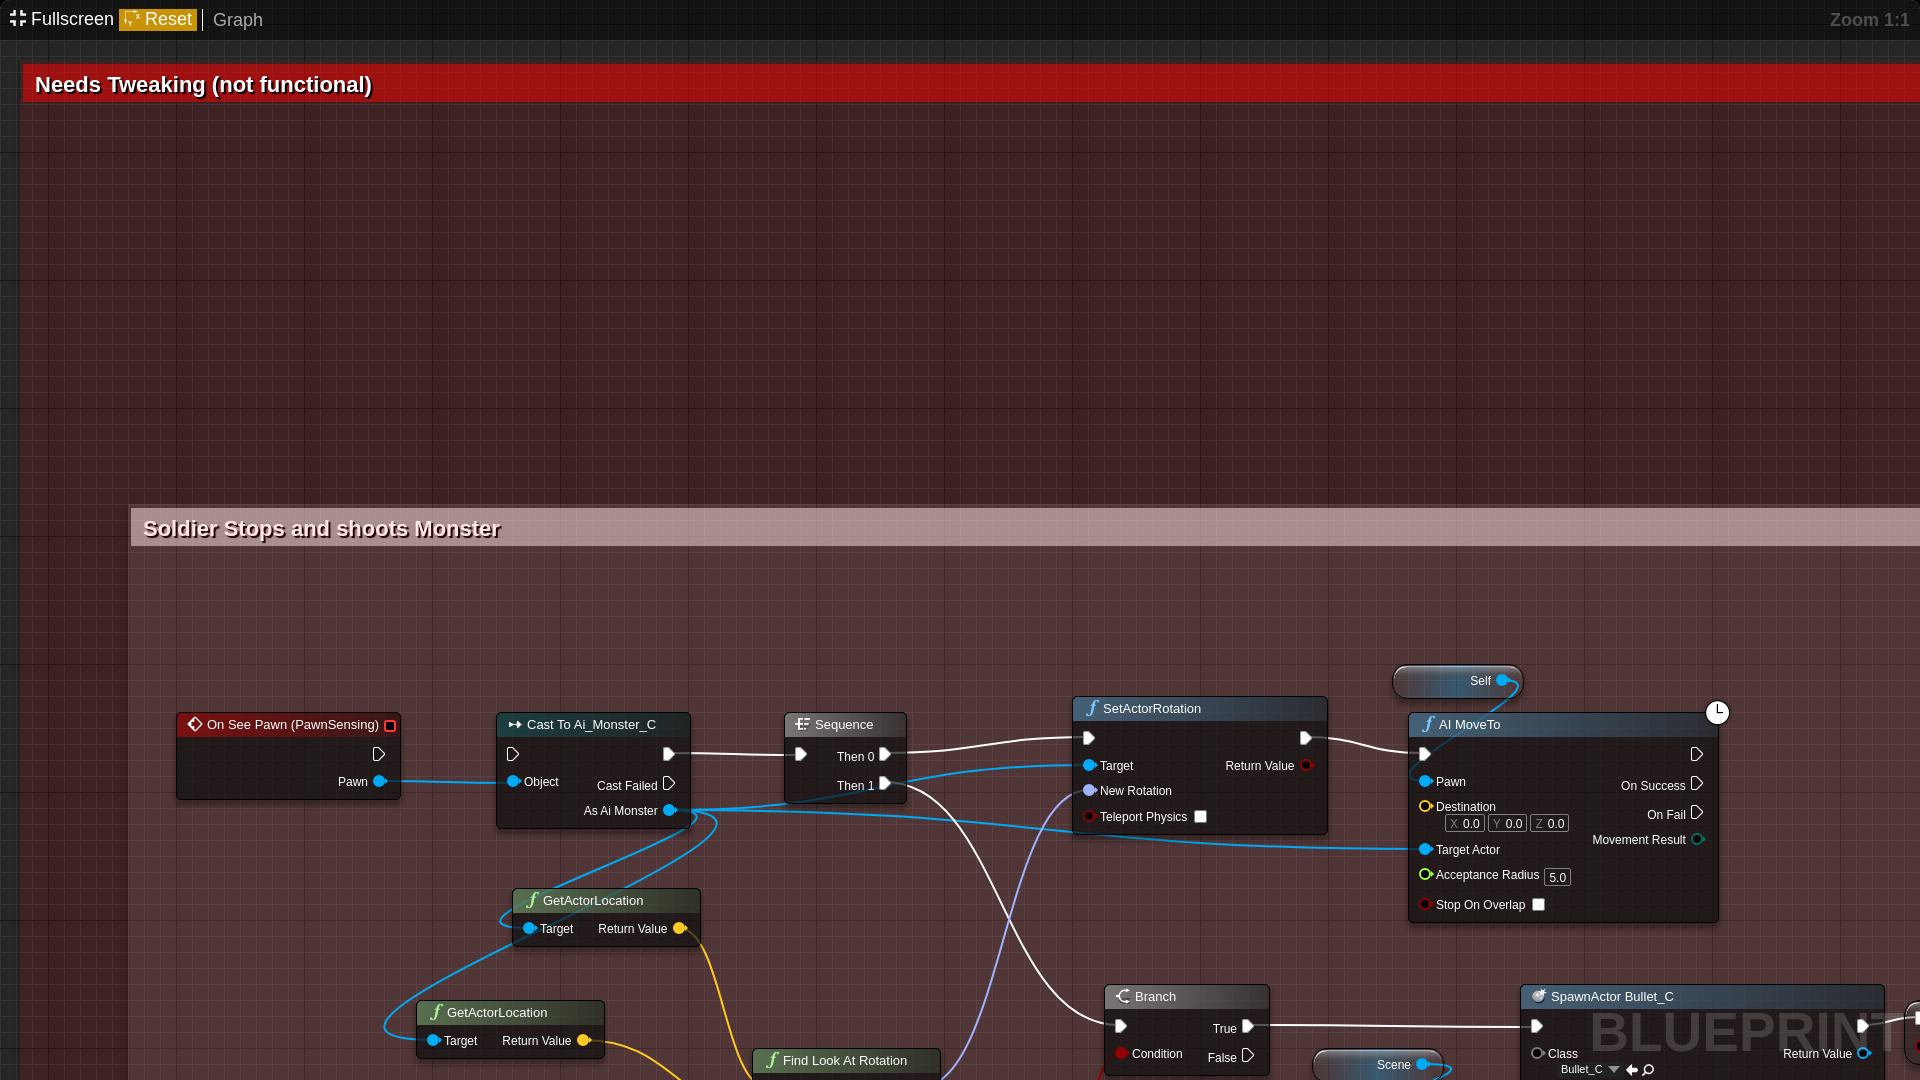 Fullscreen Reset Graph Zoom 1:1
Needs Tweaking (not functional)
Soldier Stops and shoots Monster
Self
On See Pawn (PawnSensing)
Pawn
Cast To Ai_Monster_C
Object
Cast Failed
As Ai Monster
Sequence
Then 0
Then 1
SetActorRotation
Target
Return Value
New Rotation
Teleport Physics
AI MoveTo
Pawn
On Success
Destination
X 0.0 Y 0.0 Z 0.0
On Fail
Movement Result
Target Actor
Acceptance Radius 5.0
Stop On Overlap
GetActorLocation
Target Return Value
GetActorLocation
Target Return Value
Find Look At Rotation
Branch
True
Condition
False
Scene
SpawnActor Bullet_C
BLUEPRINT
Class
Return Value
Bullet_C